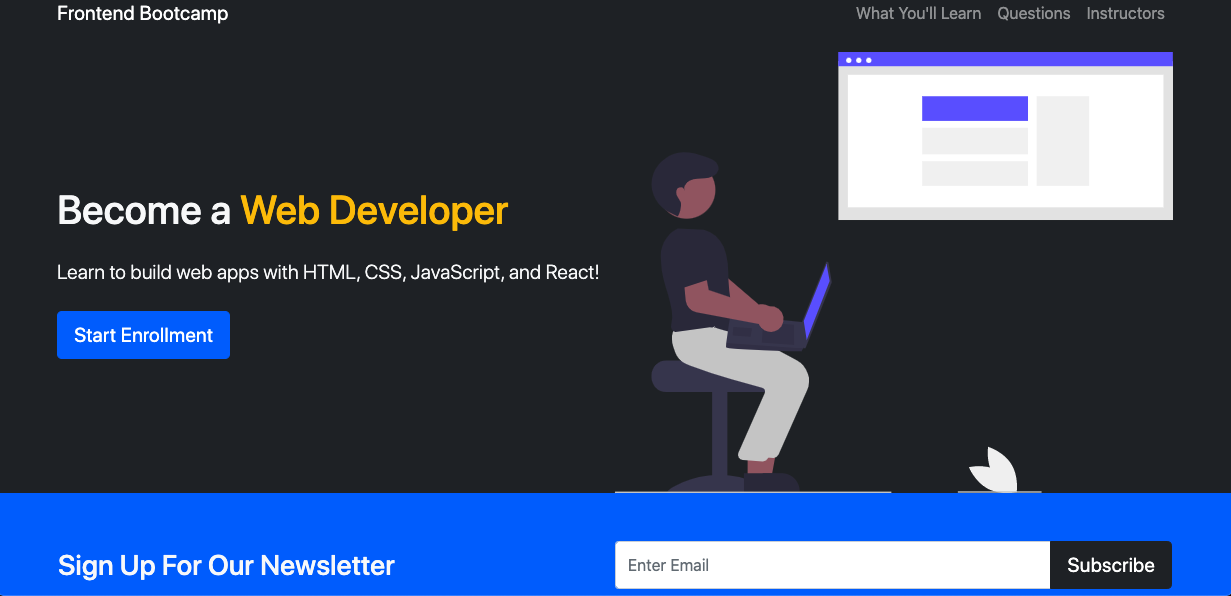 Frontend Bootcamp
What You'll Learn Questions Instructors
Become a Web Developer
Learn to build web apps with HTML, CSS, JavaScript, and React!
Start Enrollment
Sign Up For Our Newsletter
Enter Email
Subscribe